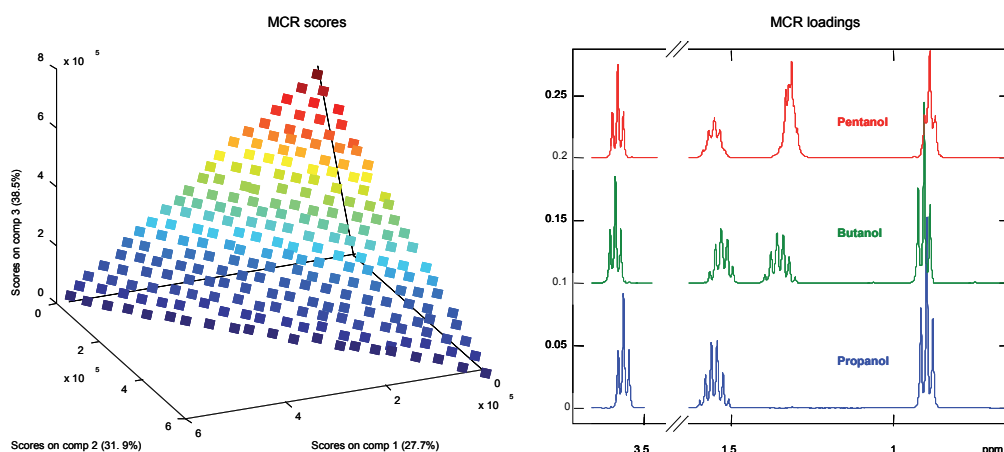 MCR scores
x 10 5
8
6
4
2
0
Scores on comp 3 (38.5%)
0
2
x 10 5
4
6
Scores on comp 2 (31.9%)
6
4
2
x 10 5
0
Scores on comp 1 (27.7%)
MCR loadings
0.25
0.2
0.15
0.1
0.05
0
Pentanol
Butanol
Propanol
3.5
1.5
1
ppm